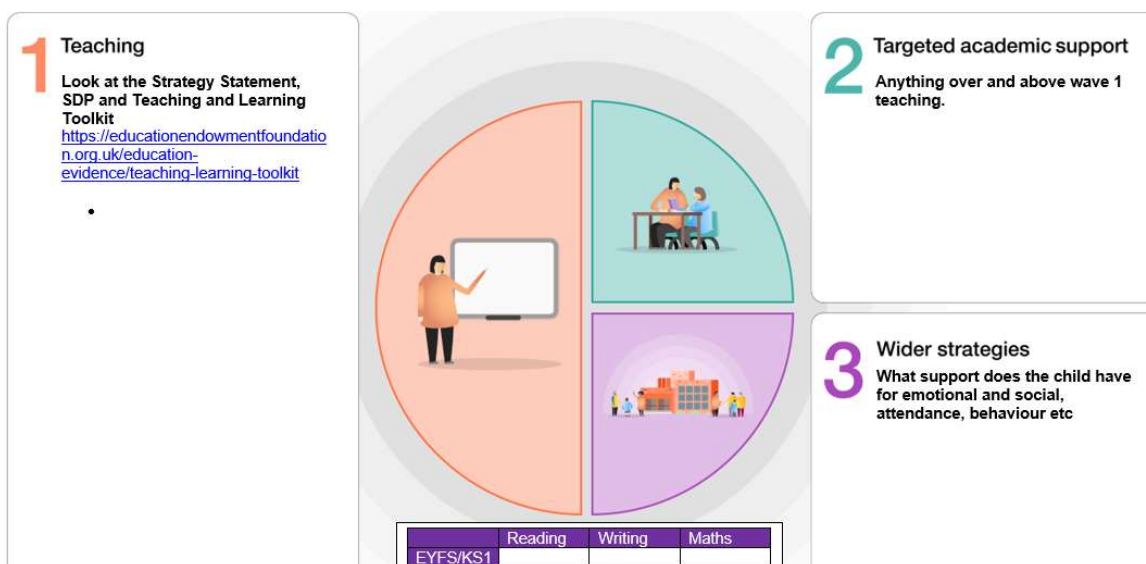 1
Teaching
Look at the Strategy Statement,
SDP and Teaching and Learning
Toolkit
https://educationendowmentfoundatio
n.org.uk/education-
evidence/teaching-learning-toolkit
•
2
Targeted academic support
Anything over and above wave 1
teaching.
3
Wider strategies
What support does the child have
for emotional and social,
attendance, behaviour etc
Reading Writing Maths
EYFS/KS1